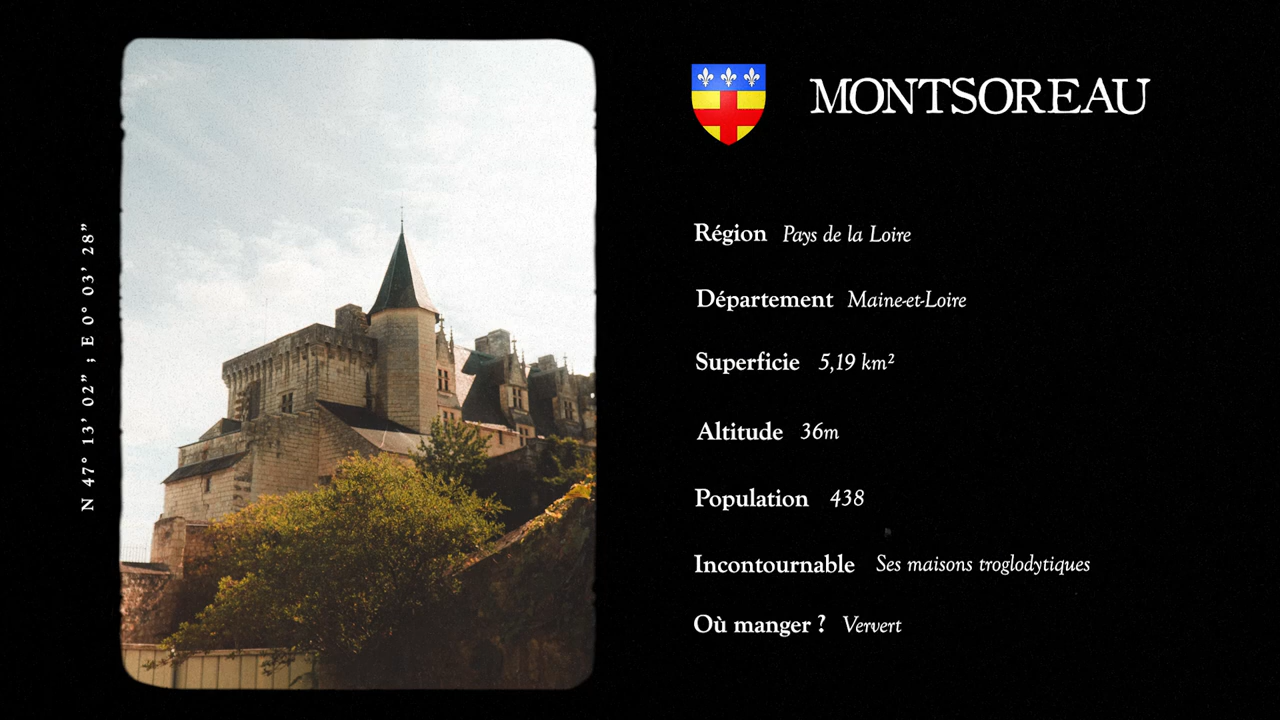 N 47° 13’ 02” ; E 0° 03’ 28”
MONTSOREAU
Région Pays de la Loire
Département Maine-et-Loire
Superficie 5,19 km²
Altitude 36m
Population 438
Incontournable Ses maisons troglodytiques
Où manger ? Ververt